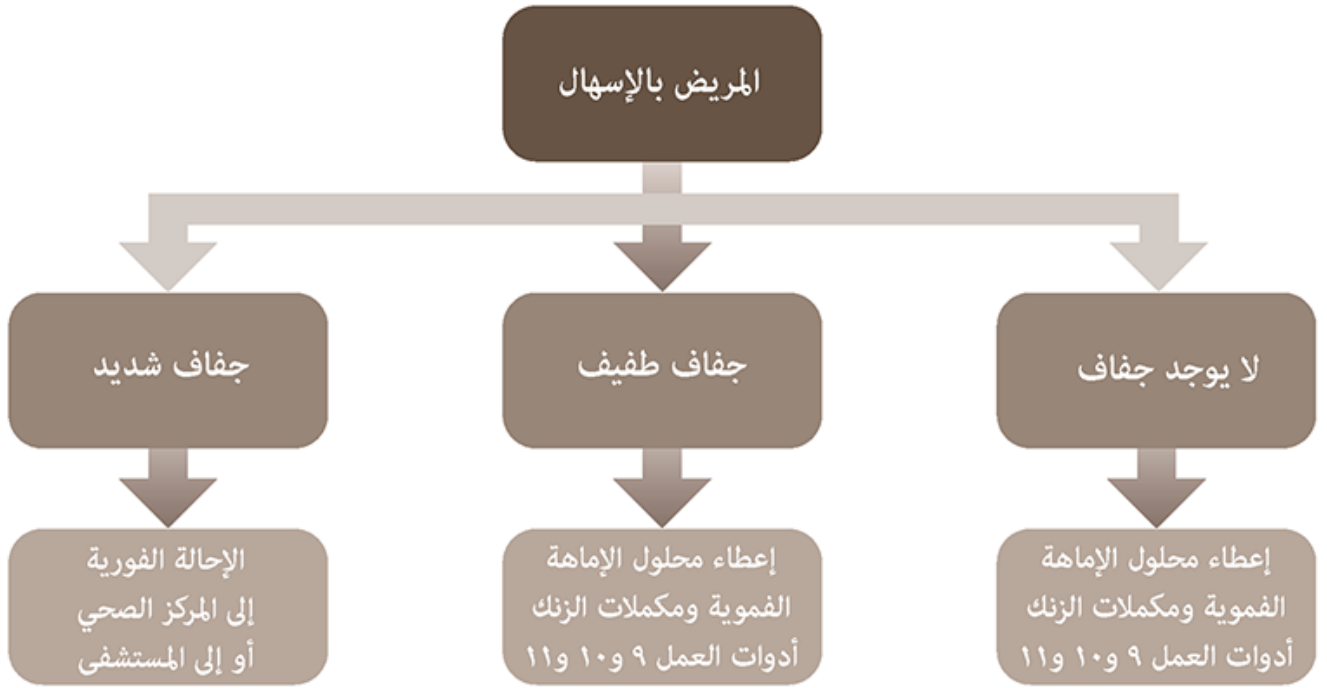 المريض بالإسهال
لا يوجد جفاف
جفاف طفيف
جفاف شديد
إعطاء محلول الإماهة
الفموية ومكملات الزنك
أدوات العمل ٩ و١٠ و١١
إعطاء محلول الإماهة
الفموية ومكملات الزنك
أدوات العمل ٩ و١٠ و١١
الإحالة الفورية
إلى المركز الصحي
أو إلى المستشفى